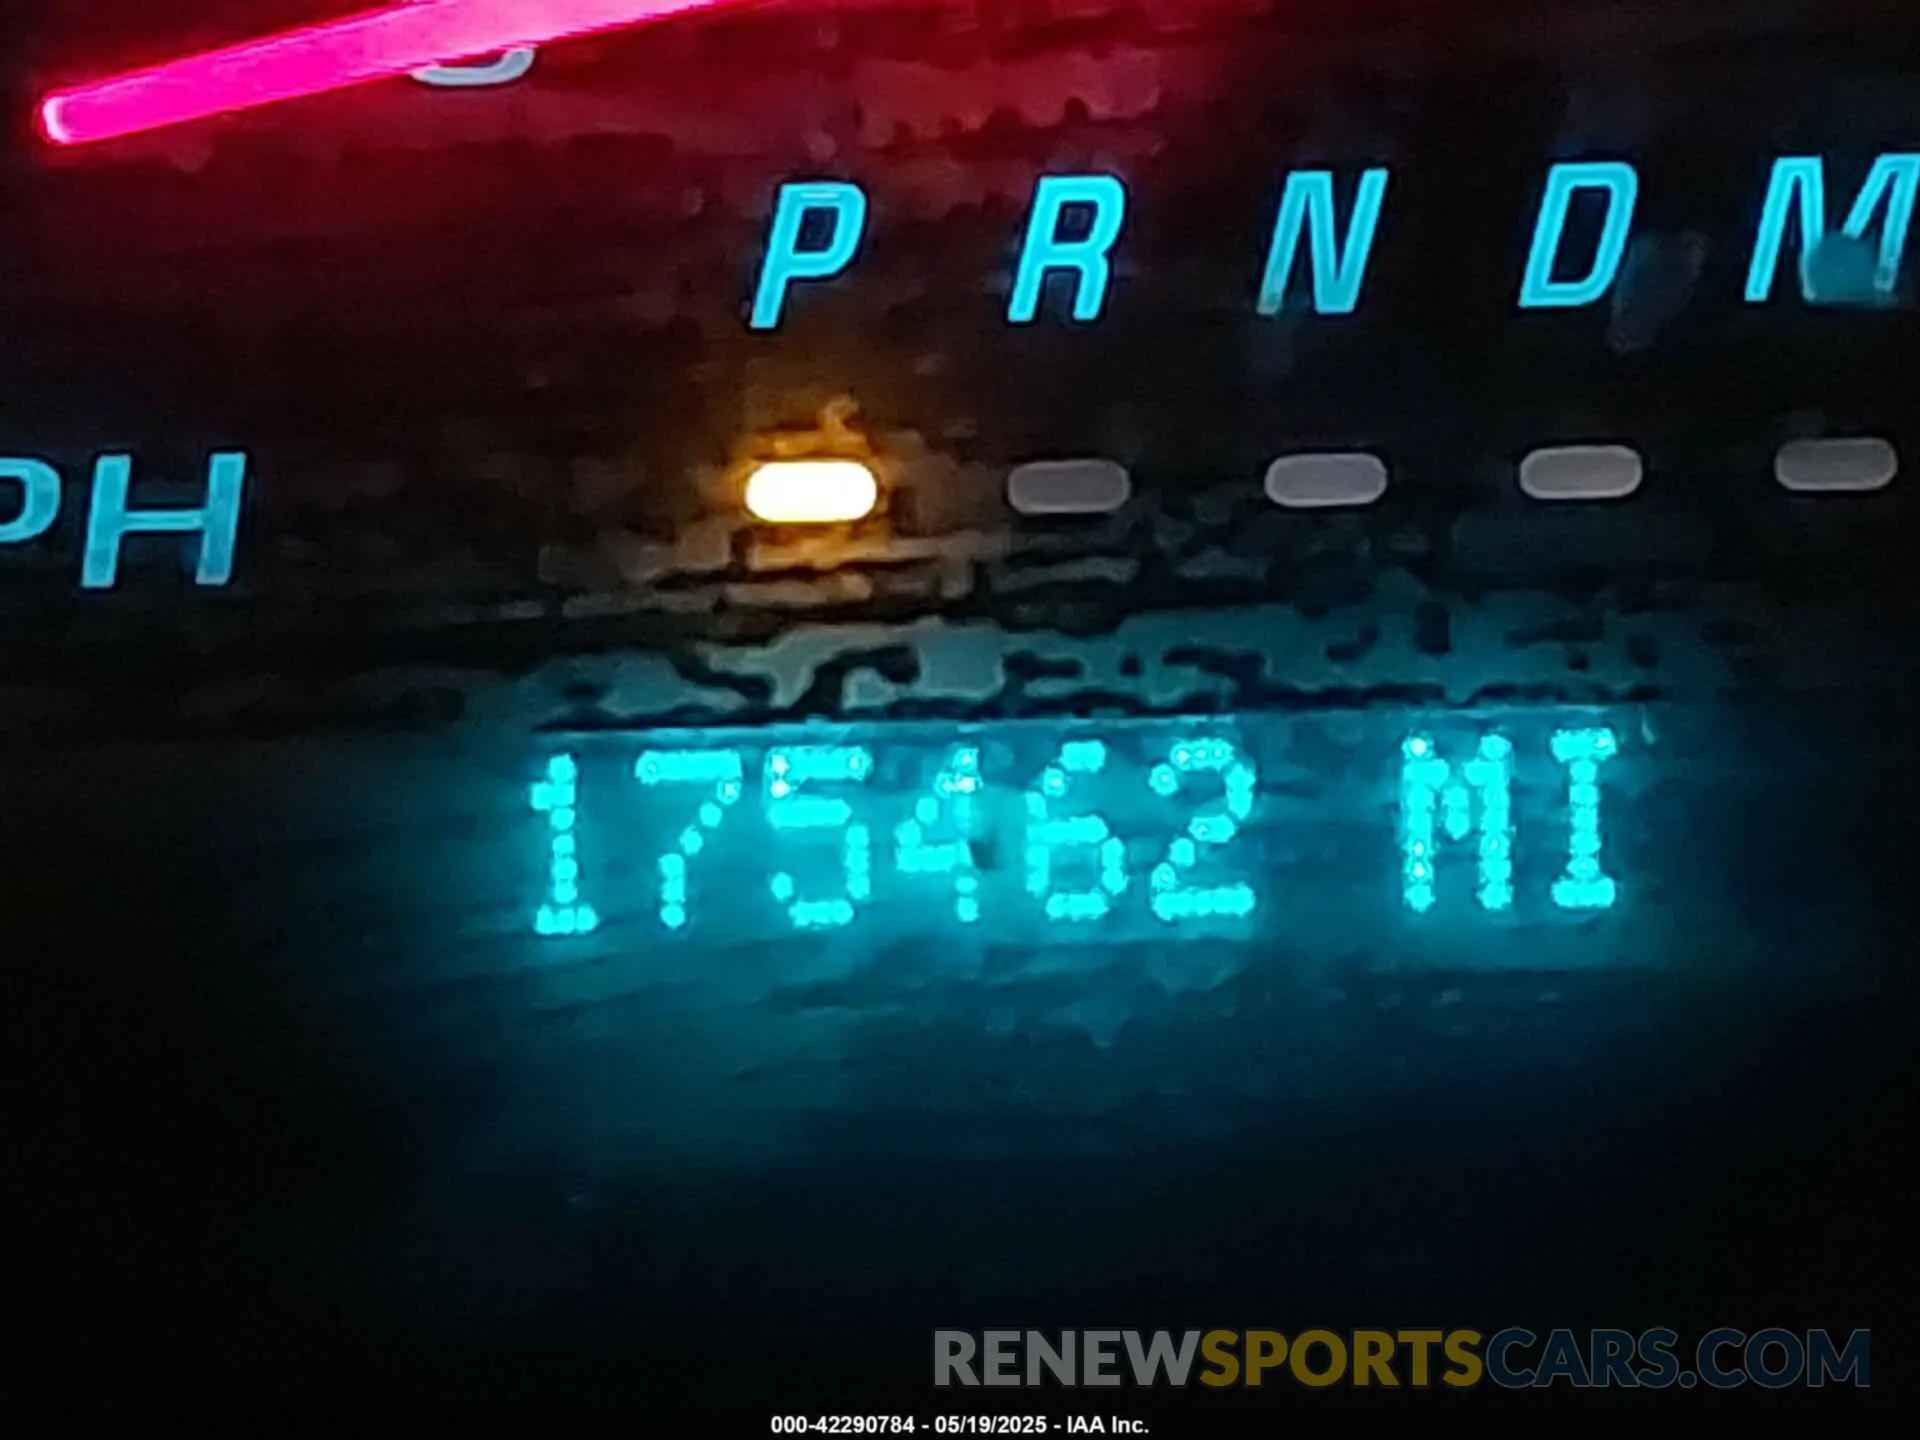 P R N D M
PH
175462 MI
RENEWSPORTSCARS.COM
000-42290784 - 05/19/2025 - IAA Inc.